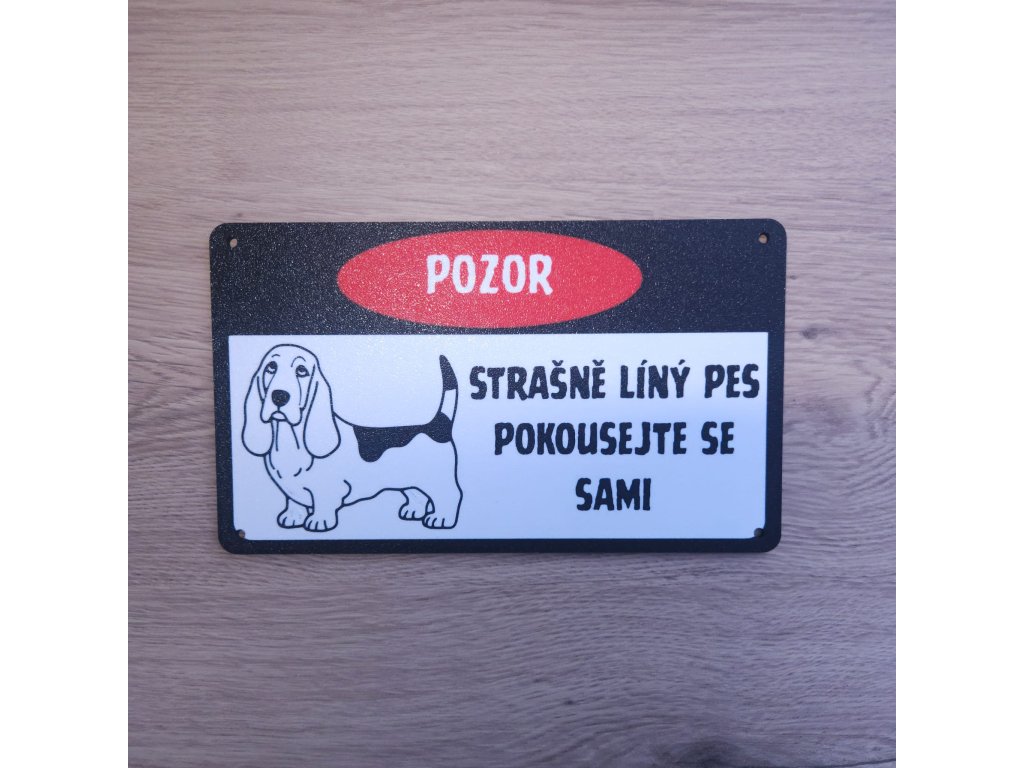 POZOR
STRAŠNĚ LÍNÝ PES
POKOUSEJTE SE
SAMI